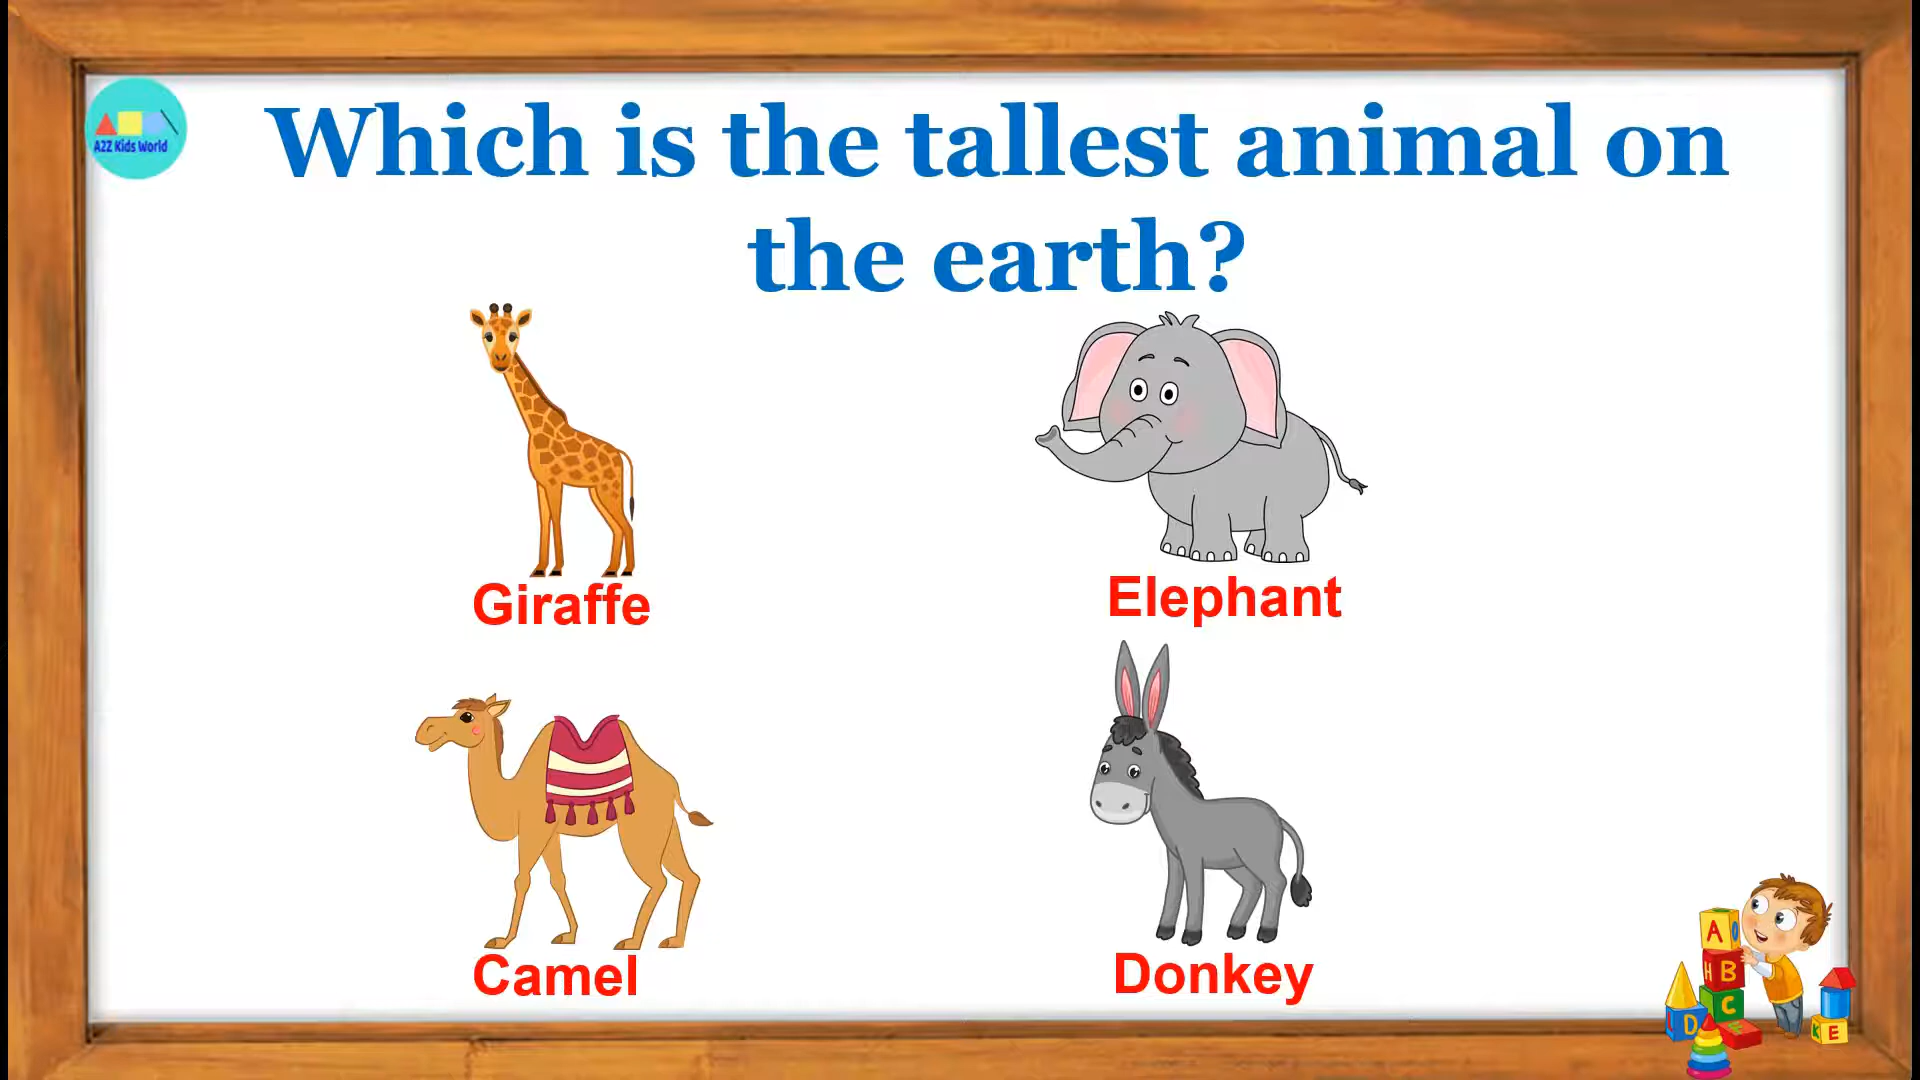 A2Z Kids World
Which is the tallest animal on
the earth?
Giraffe
Elephant
Camel
Donkey
A
H B
C
D
K E